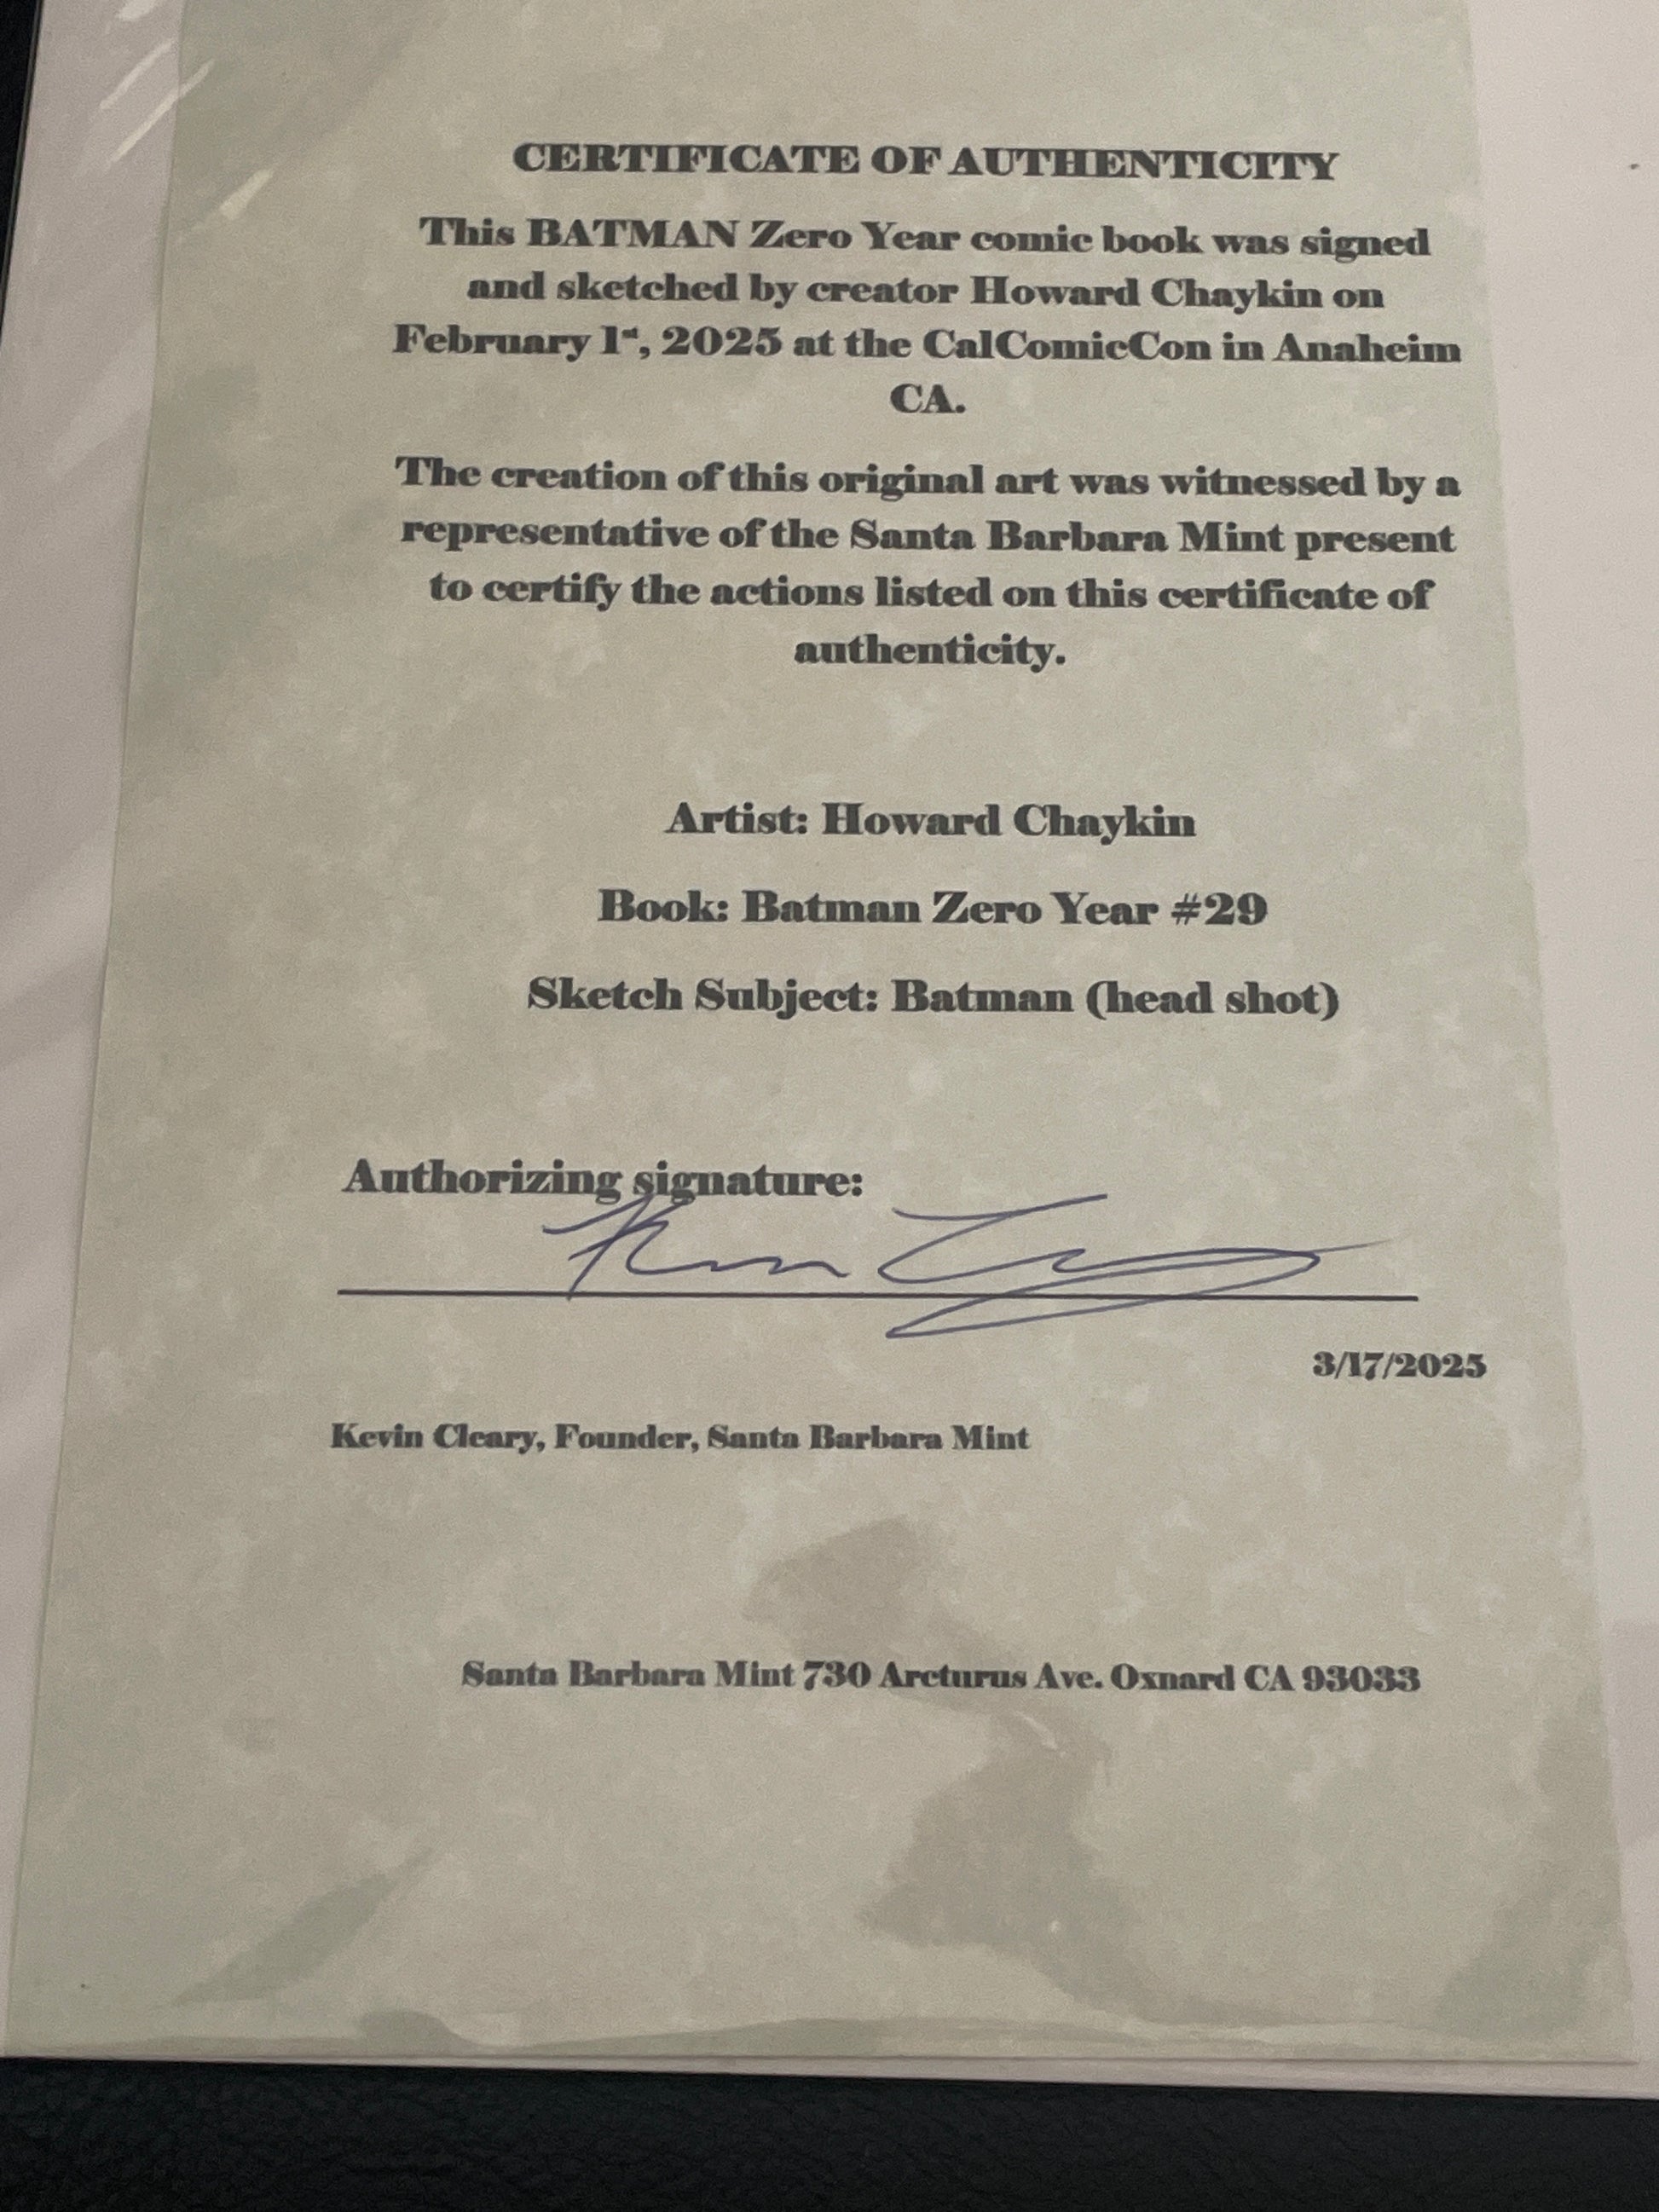 CERTIFICATE OF AUTHENTICITY
This BATMAN Zero Year comic book was signed
and sketched by creator Howard Chaykin on
February 1st, 2025 at the CalComicCon in Anaheim
CA.
The creation of this original art was witnessed by a
representative of the Santa Barbara Mint present
to certify the actions listed on this certificate of
authenticity.
Artist: Howard Chaykin
Book: Batman Zero Year #29
Sketch Subject: Batman (head shot)
Authorizing signature:
3/17/2025
Kevin Cleary, Founder, Santa Barbara Mint
Santa Barbara Mint 730 Arcturus Ave. Oxnard CA 93033